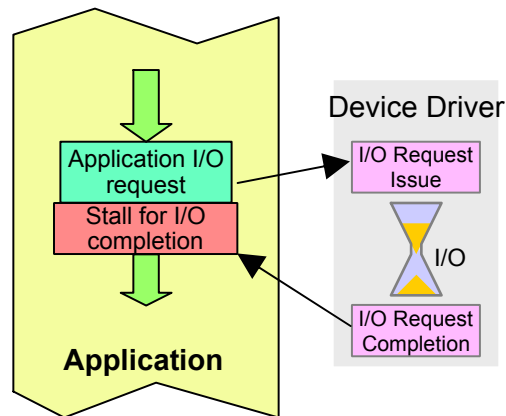 Device Driver
Application I/O
request
Stall for I/O
completion
I/O Request
Issue
I/O
I/O Request
Completion
Application